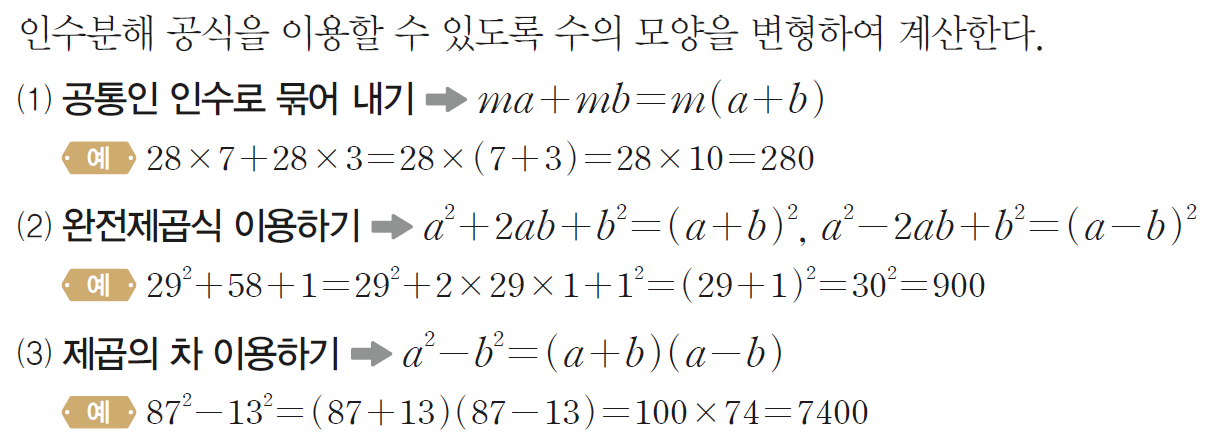 인수분해 공식을 이용할 수 있도록 수의 모양을 변형하여 계산한다.
(1) 공통인 인수로 묶어 내기 ➡ ma+mb=m(a+b)
예 28×7+28×3=28×(7+3)=28×10=280
(2) 완전제곱식 이용하기 ➡ a²+2ab+b²=(a+b)², a²-2ab+b²=(a-b)²
예 29²+58+1=29²+2×29×1+1²=(29+1)²=30²=900
(3) 제곱의 차 이용하기 ➡ a²-b²=(a+b)(a-b)
예 87²-13²=(87+13)(87-13)=100×74=7400